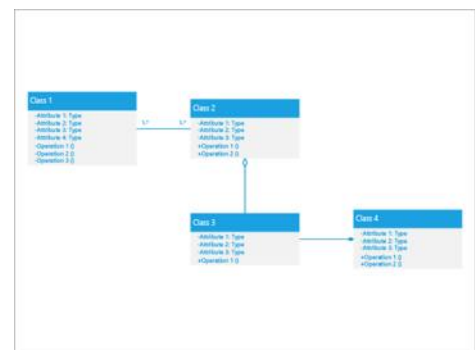 Class 1
-Attribute 1: Type
-Attribute 2: Type
-Attribute 3: Type
-Attribute 4: Type
-Operation 1 ()
-Operation 2 ()
-Operation 3 ()
1..* 1..*
Class 2
-Attribute 1: Type
-Attribute 2: Type
-Attribute 3: Type
+Operation 1 ()
+Operation 2 ()
Class 3
-Attribute 1: Type
-Attribute 2: Type
-Attribute 3: Type
+Operation 1 ()
Class 4
-Attribute 1: Type
-Attribute 2: Type
-Attribute 3: Type
+Operation 1 ()
+Operation 2 ()